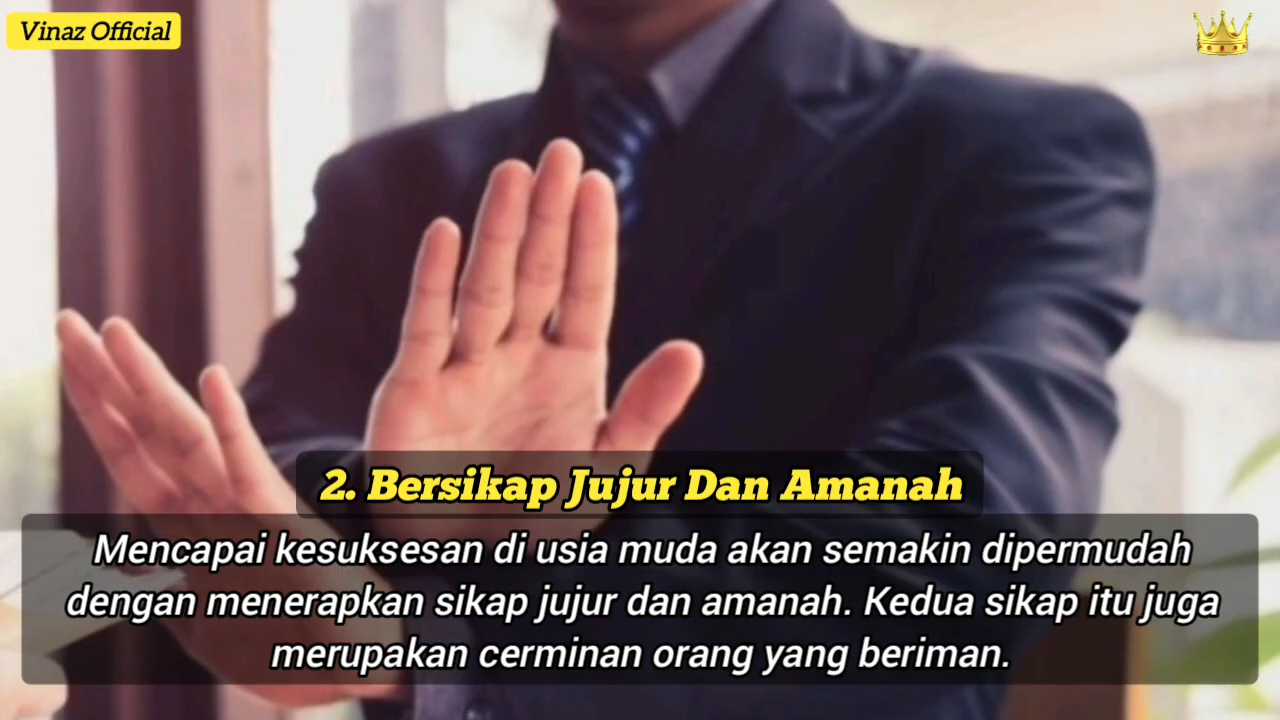 Vinaz Official
2. Bersikap Jujur Dan Amanah
Mencapai kesuksesan di usia muda akan semakin dipermudah
dengan menerapkan sikap jujur dan amanah. Kedua sikap itu juga
merupakan cerminan orang yang beriman.